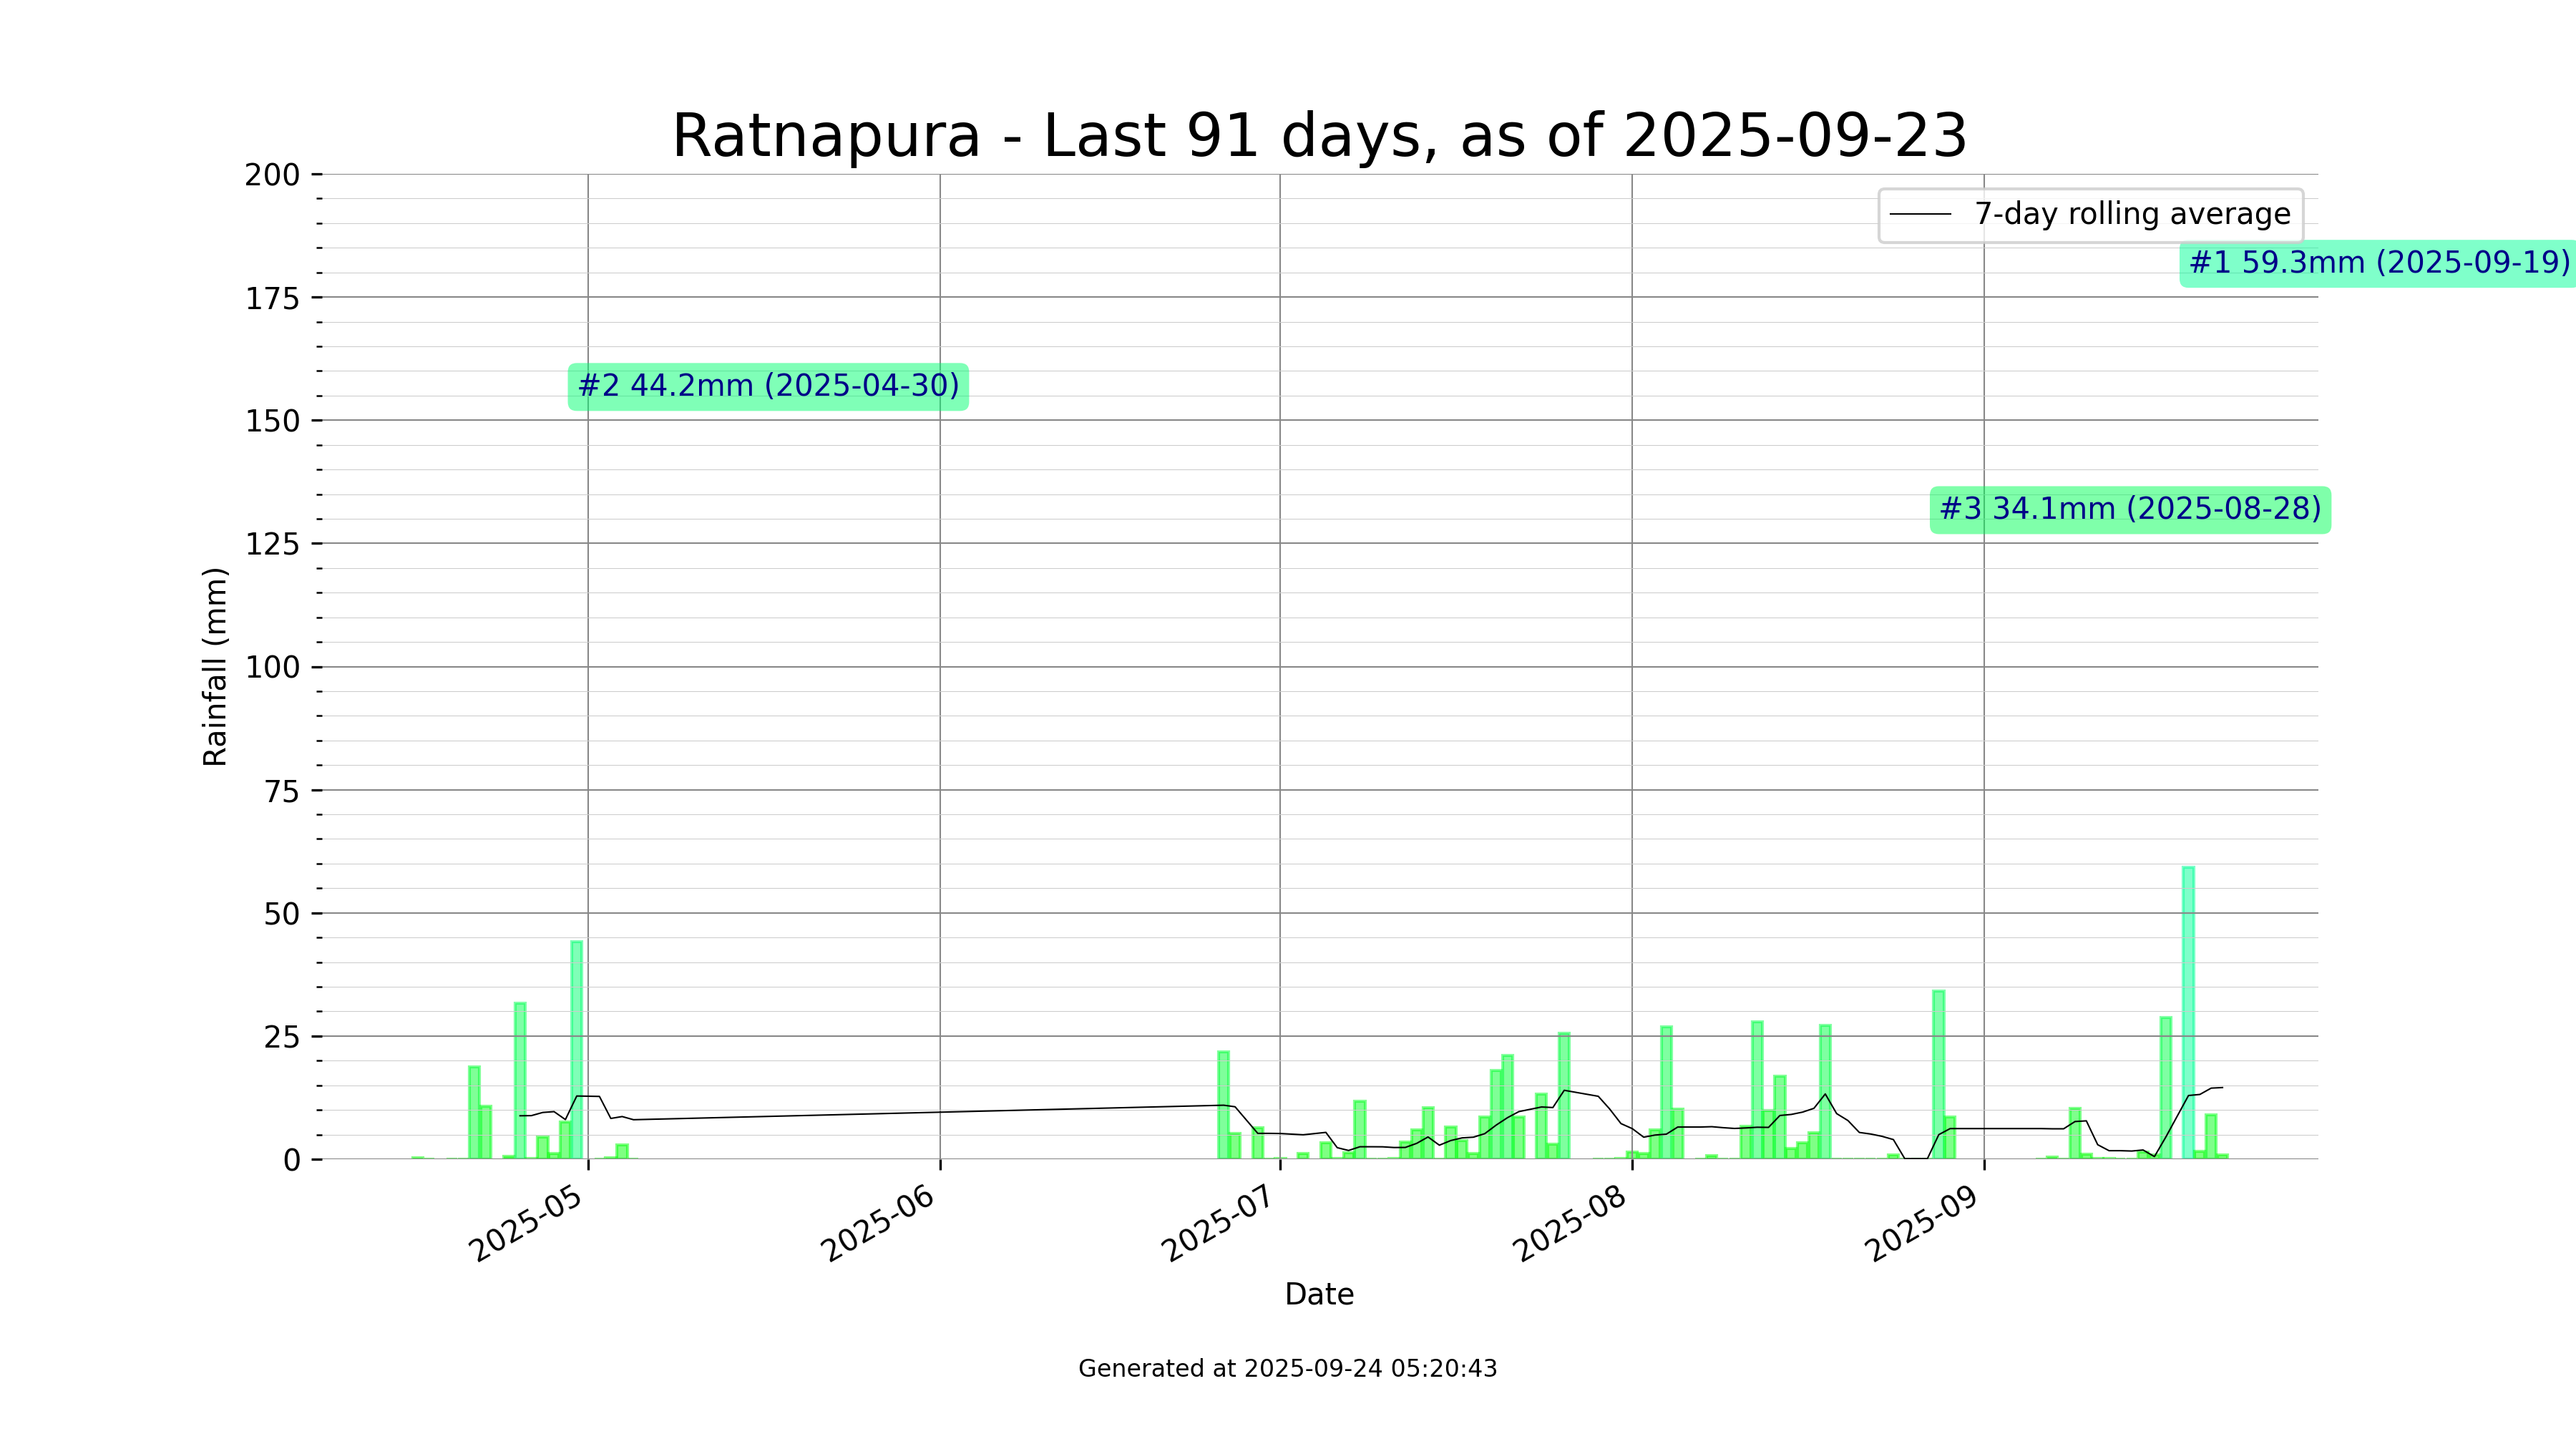 Ratnapura - Last 91 days, as of 2025-09-23
200
175
150
125
100
75
50
25
0
Rainfall (mm)
7-day rolling average
#1 59.3mm (2025-09-19)
#2 44.2mm (2025-04-30)
#3 34.1mm (2025-08-28)
2025-05
2025-06
2025-07
2025-08
2025-09
Date
Generated at 2025-09-24 05:20:43